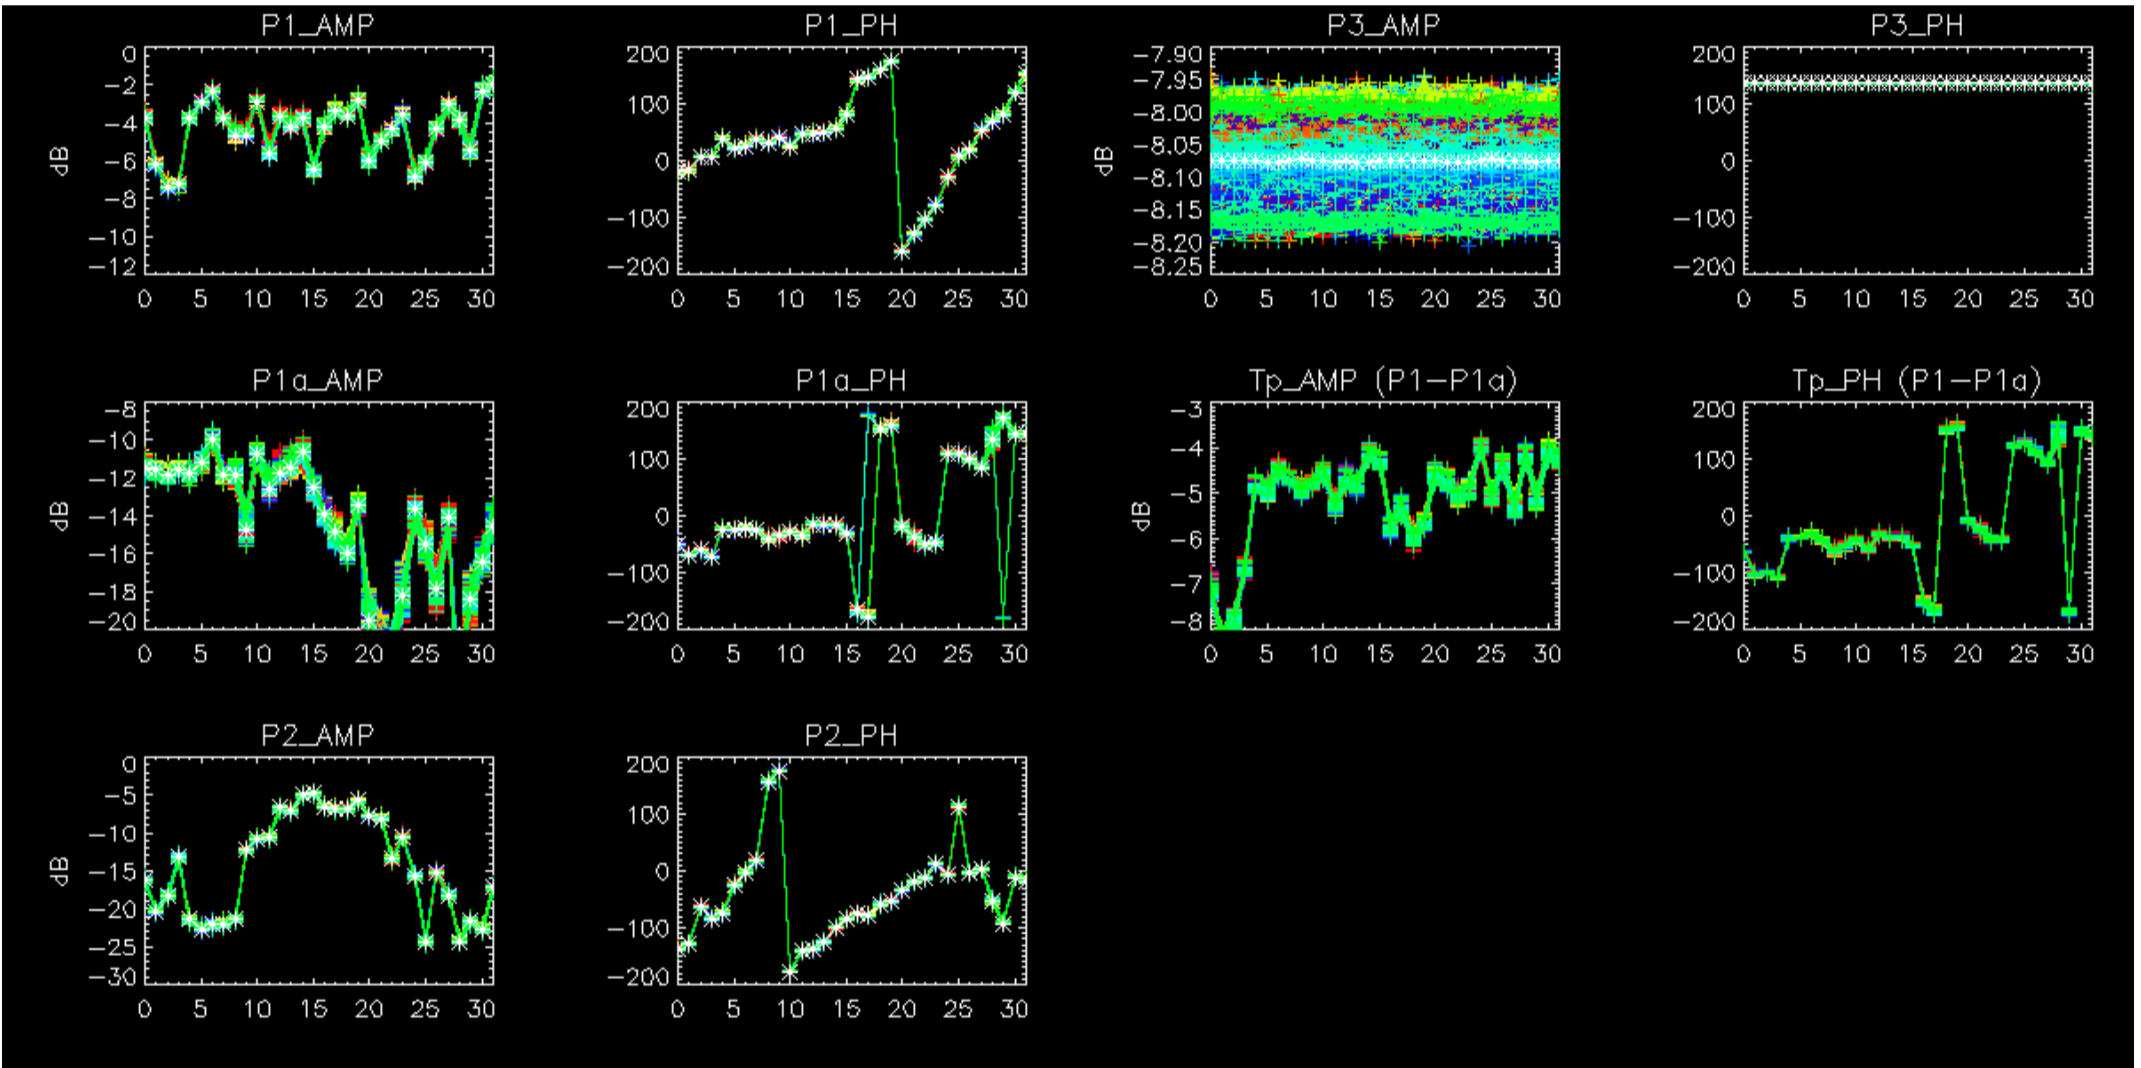 P1_AMP
P1_PH
P3_AMP
P3_PH
dB
0
−2
−4
−6
−8
−10
−12
0 5 10 15 20 25 30
200
100
0
−100
−200
0 5 10 15 20 25 30
dB
−7.90
−7.95
−8.00
−8.05
−8.10
−8.15
−8.20
−8.25
0 5 10 15 20 25 30
200
100
0
−100
−200
0 5 10 15 20 25 30
P1a_AMP
P1a_PH
Tp_AMP (P1−P1a)
Tp_PH (P1−P1a)
dB
−8
−10
−12
−14
−16
−18
−20
0 5 10 15 20 25 30
200
100
0
−100
−200
0 5 10 15 20 25 30
dB
−3
−4
−5
−6
−7
−8
0 5 10 15 20 25 30
200
100
0
−100
−200
0 5 10 15 20 25 30
P2_AMP
P2_PH
dB
0
−5
−10
−15
−20
−25
−30
0 5 10 15 20 25 30
200
100
0
−100
−200
0 5 10 15 20 25 30